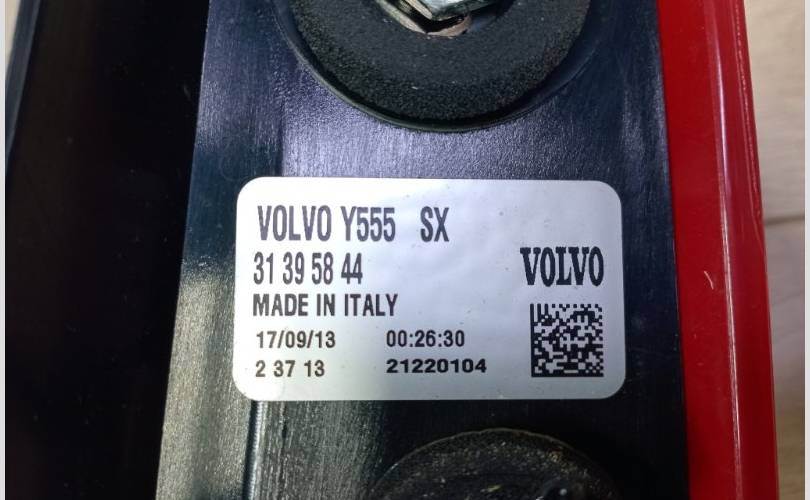 VOLVO Y555 SX
31 39 58 44
VOLVO
MADE IN ITALY
17/09/13 00:26:30
2 37 13 21220104